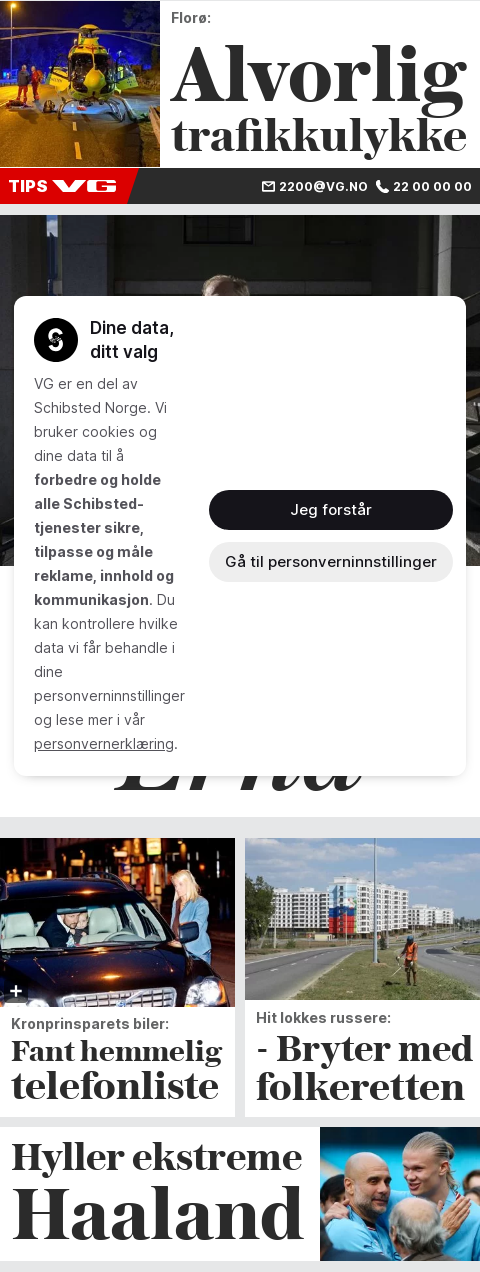 Florø:
Alvorlig
trafikkulykke
TIPS VG
2200@VG.NO 22 00 00 00
Dine data,
ditt valg
VG er en del av
Schibsted Norge. Vi
bruker cookies og
dine data til å
forbedre og holde
alle Schibsted-
tjenester sikre,
tilpasse og måle
reklame, innhold og
kommunikasjon. Du
kan kontrollere hvilke
data vi får behandle i
dine
personverninnstillinger
og lese mer i vår
personvernerklæring.
Jeg forstår
Gå til personverninnstillinger
Kronprinsparets biler:
Fant hemmelig
telefonliste
Hit lokkes russere:
- Bryter med
folkeretten
Hyller ekstreme
Haaland